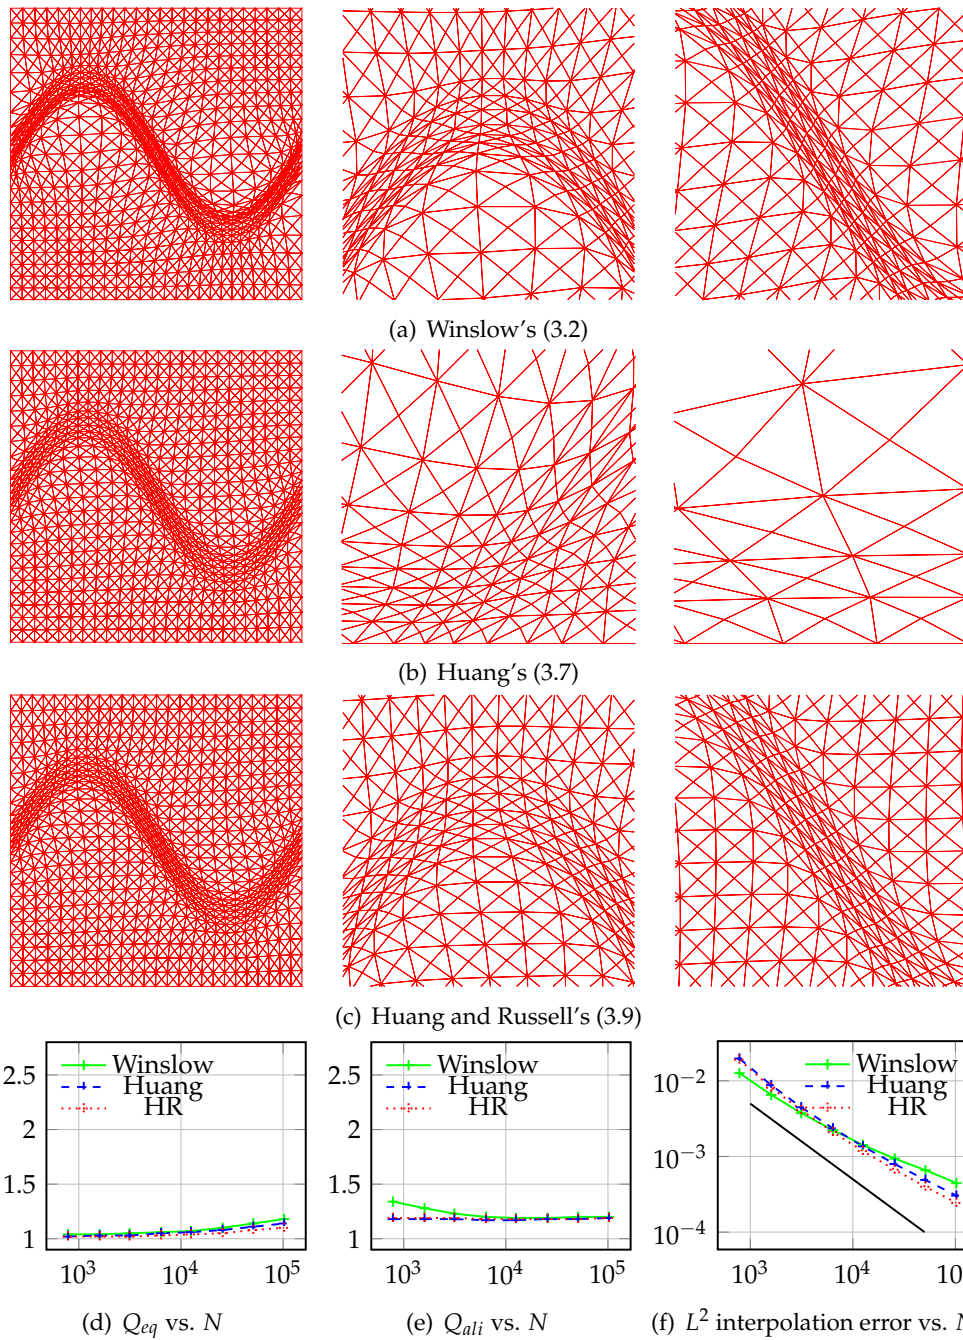 (a) Winslow's (3.2)
(b) Huang's (3.7)
(c) Huang and Russell's (3.9)
Winslow
Huang
HR
2.5
2
1.5
1
10³
10⁴
10⁵
Winslow
Huang
HR
2.5
2
1.5
1
10³
10⁴
10⁵
Winslow
Huang
HR
10⁻²
10⁻³
10⁻⁴
10³
10⁴
(d) Q_eq vs. N
(e) Q_ali vs. N
(f) L² interpolation error vs. N